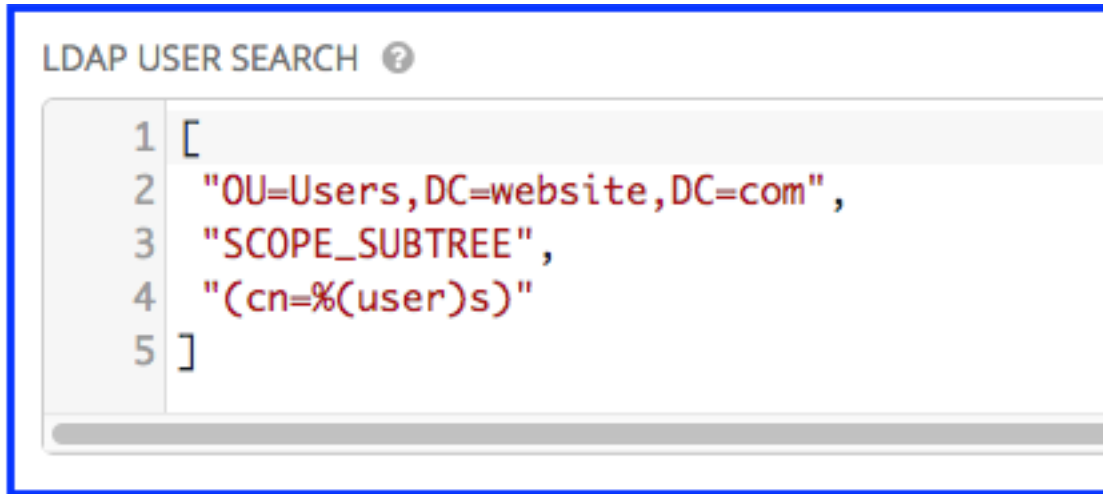 LDAP USER SEARCH ?
1 [
2 "OU=Users,DC=website,DC=com",
3 "SCOPE_SUBTREE",
4 "(cn=%(user)s)"
5 ]